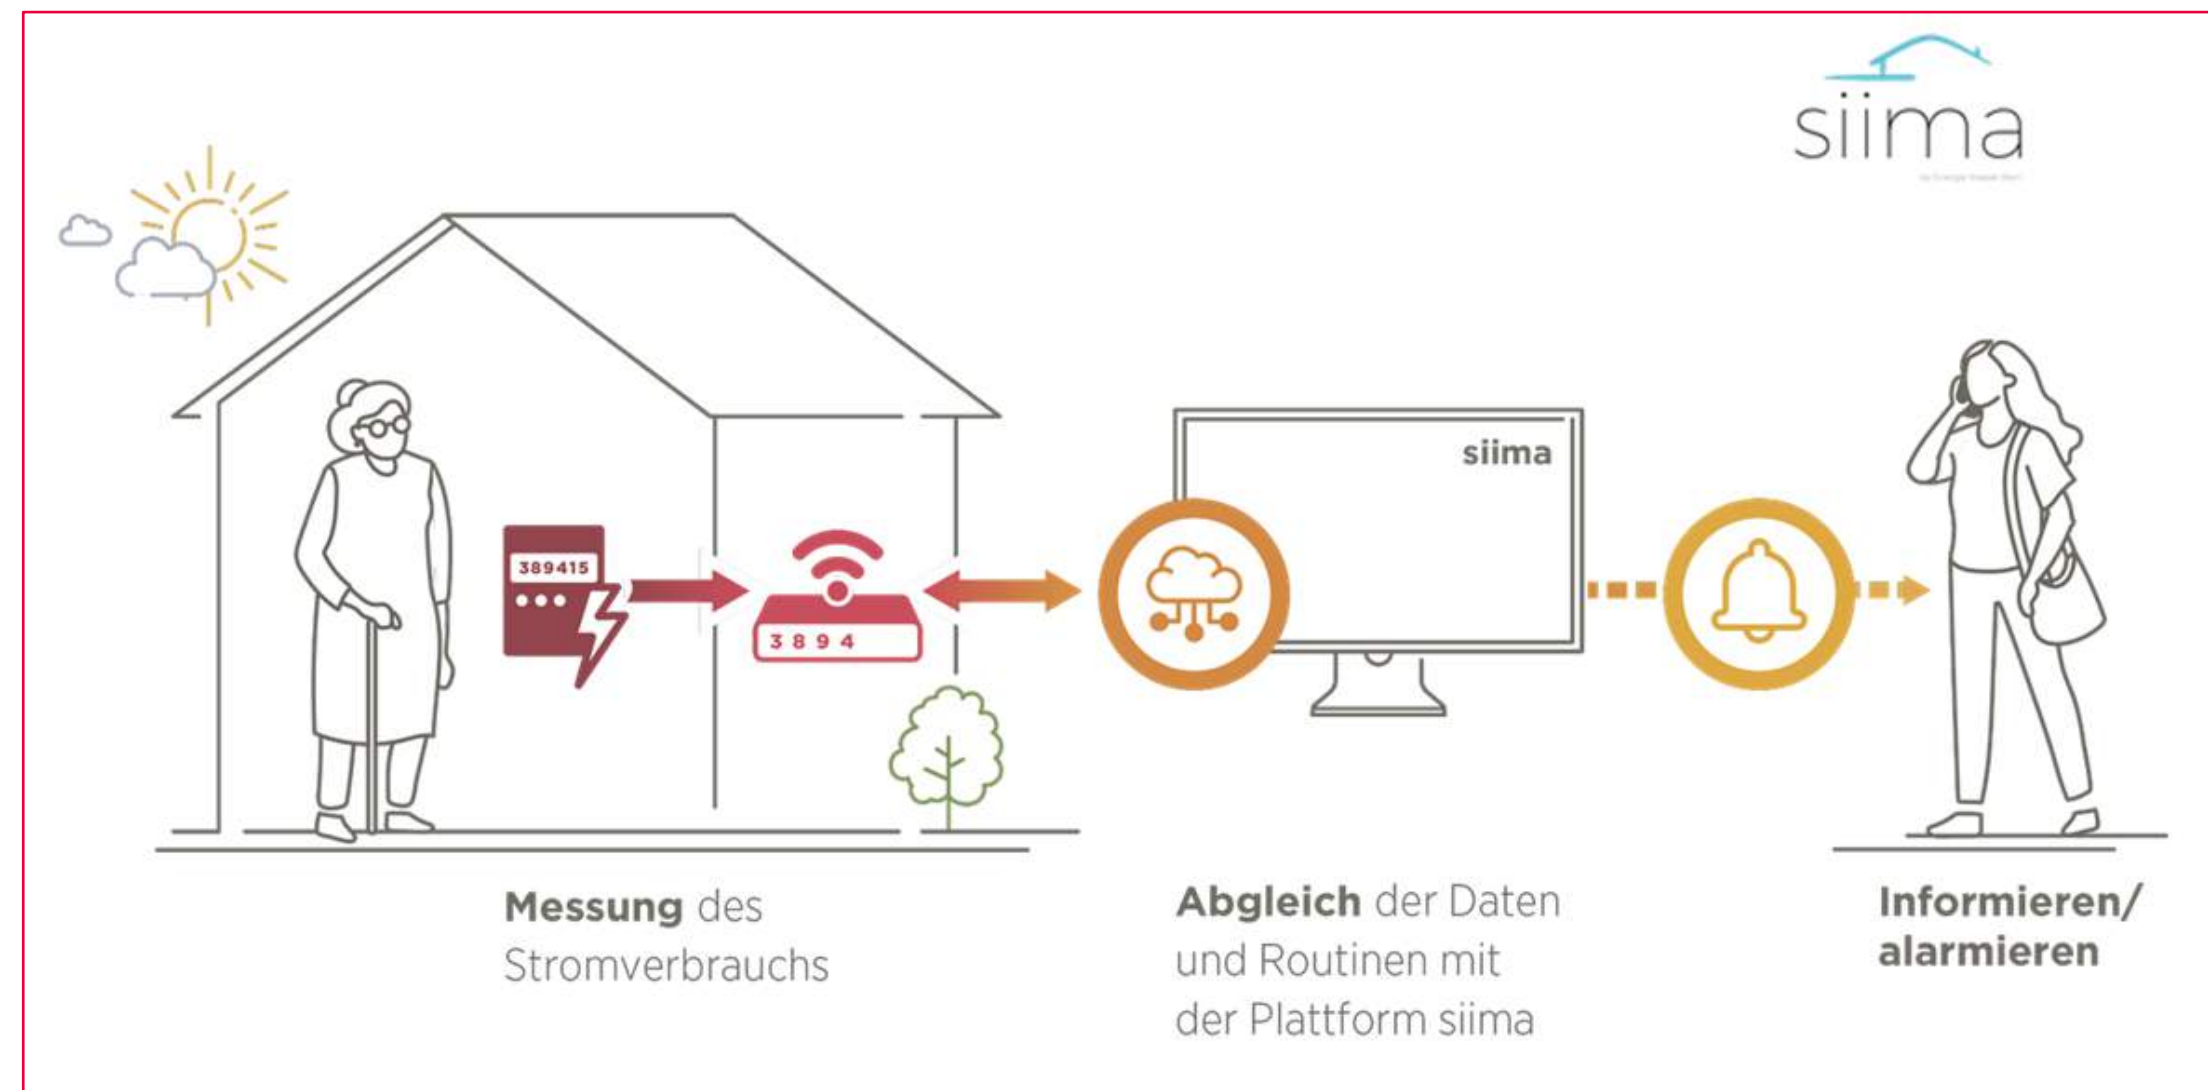 siima
siima
389415
3894
Messung des
Stromverbrauchs
Abgleich der Daten
und Routinen mit
der Plattform siima
Informieren/
alarmieren